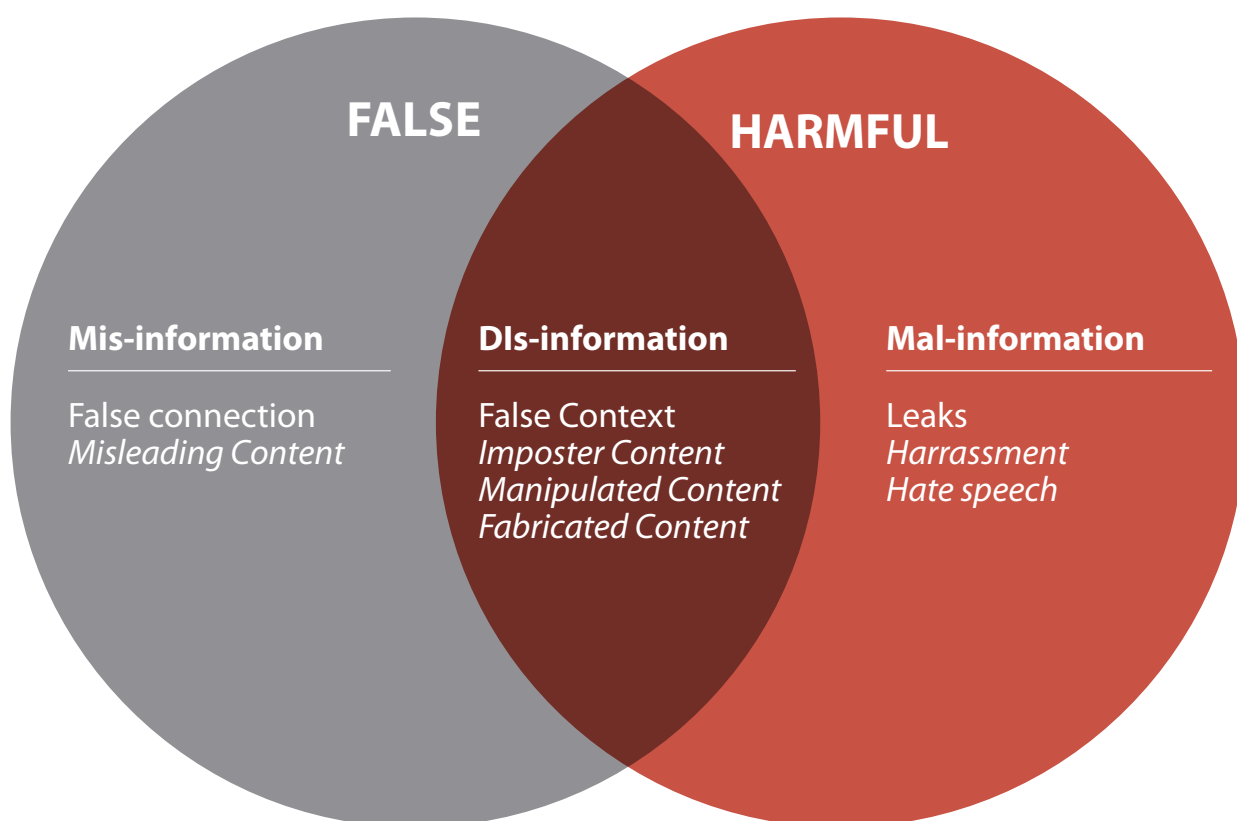 FALSE
HARMFUL
Mis-information
False connection
Misleading Content
DIs-information
False Context
Imposter Content
Manipulated Content
Fabricated Content
Mal-information
Leaks
Harrassment
Hate speech